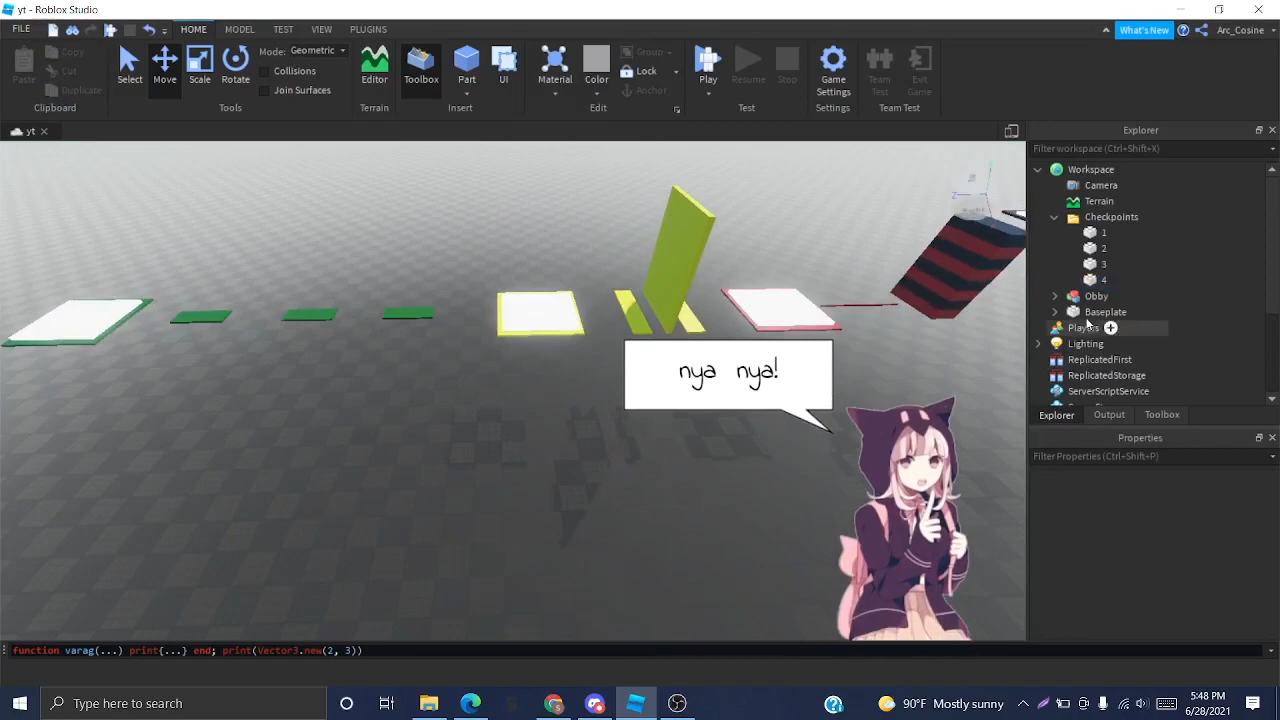 yt - Roblox Studio
FILE HOME MODEL TEST VIEW PLUGINS What's New Arc_Cosine
Paste Copy Cut Duplicate Clipboard
Select Move Scale Rotate Mode: Geometric Collisions Join Surfaces Tools
Editor Terrain
Toolbox Part UI Insert
Material Color Group Lock Anchor Edit
Play Resume Stop Test
Game Settings Settings
Team Test Exit Game Team Test
yt
nya nya!
Explorer
Filter workspace (Ctrl+Shift+X)
Workspace
Camera
Terrain
Checkpoints
1
2
3
4
Obby
Baseplate
Players
Lighting
ReplicatedFirst
ReplicatedStorage
ServerScriptService
Explorer Output Toolbox
Properties
Filter Properties (Ctrl+Shift+P)
function varag(...) print{...} end; print(Vector3.new(2, 3))
Type here to search
90°F Mostly sunny
5:48 PM
6/28/2021